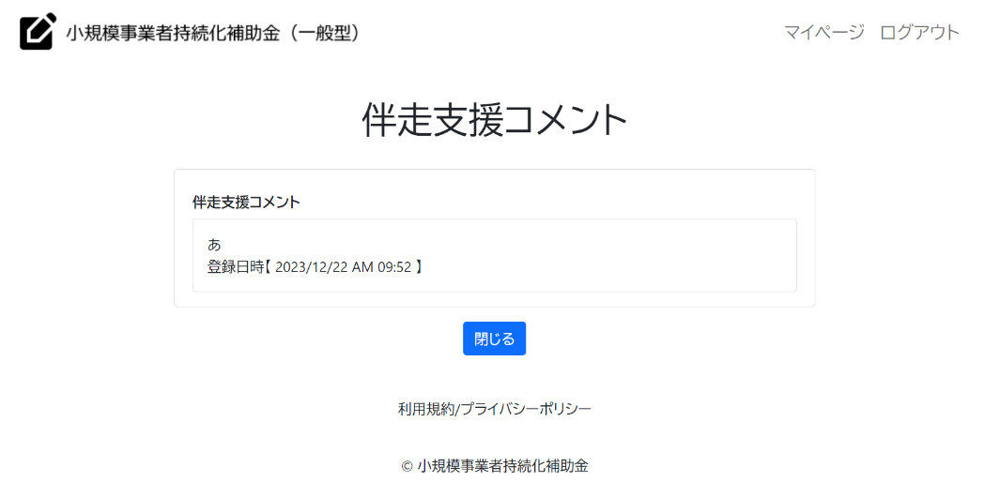 小規模事業者持続化補助金（一般型）
マイページ ログアウト
伴走支援コメント
伴走支援コメント
あ
登録日時【 2023/12/22 AM 09:52 】
閉じる
利用規約/プライバシーポリシー
© 小規模事業者持続化補助金